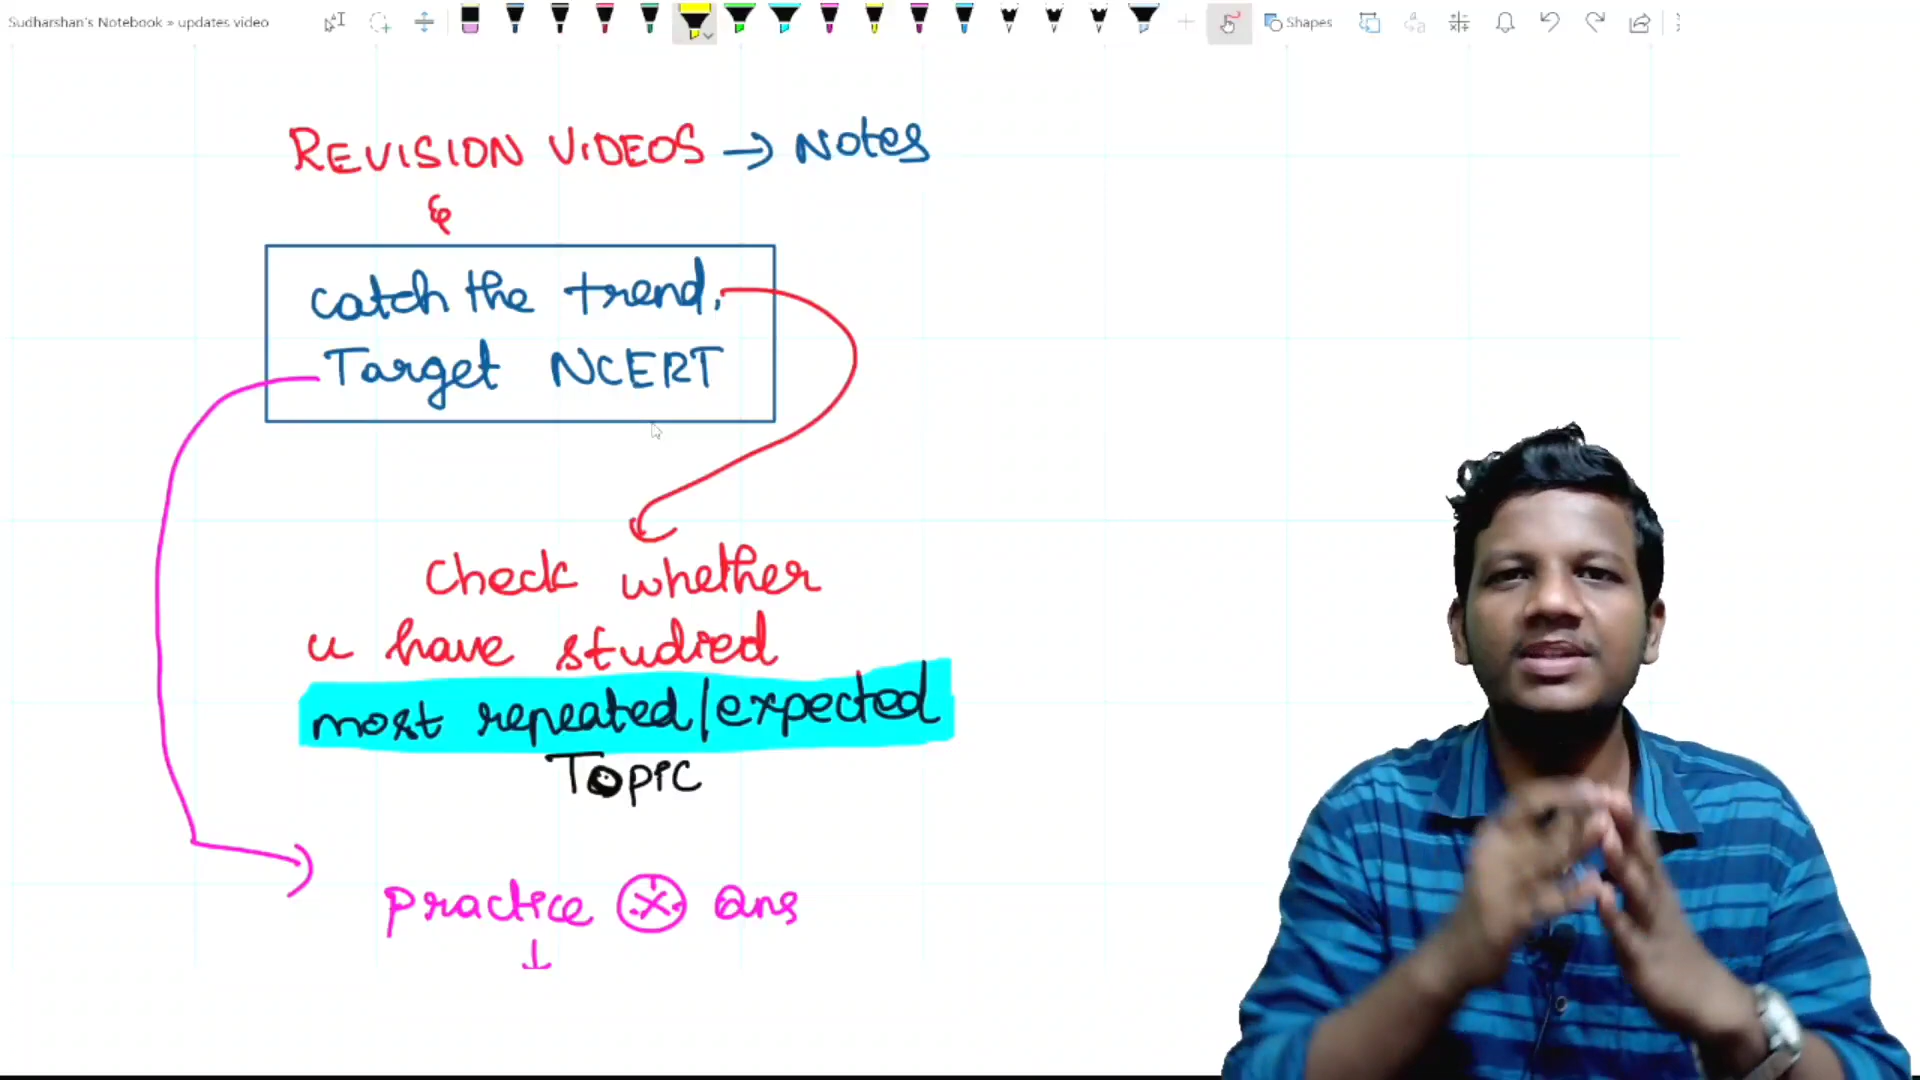 Sudharshan's Notebook » updates video
Shapes
REVISION VIDEOS → Notes
&
catch the trend,
Target NCERT
Check whether
u have studied
most repeated/expected
Topic
practice X Qns
↓